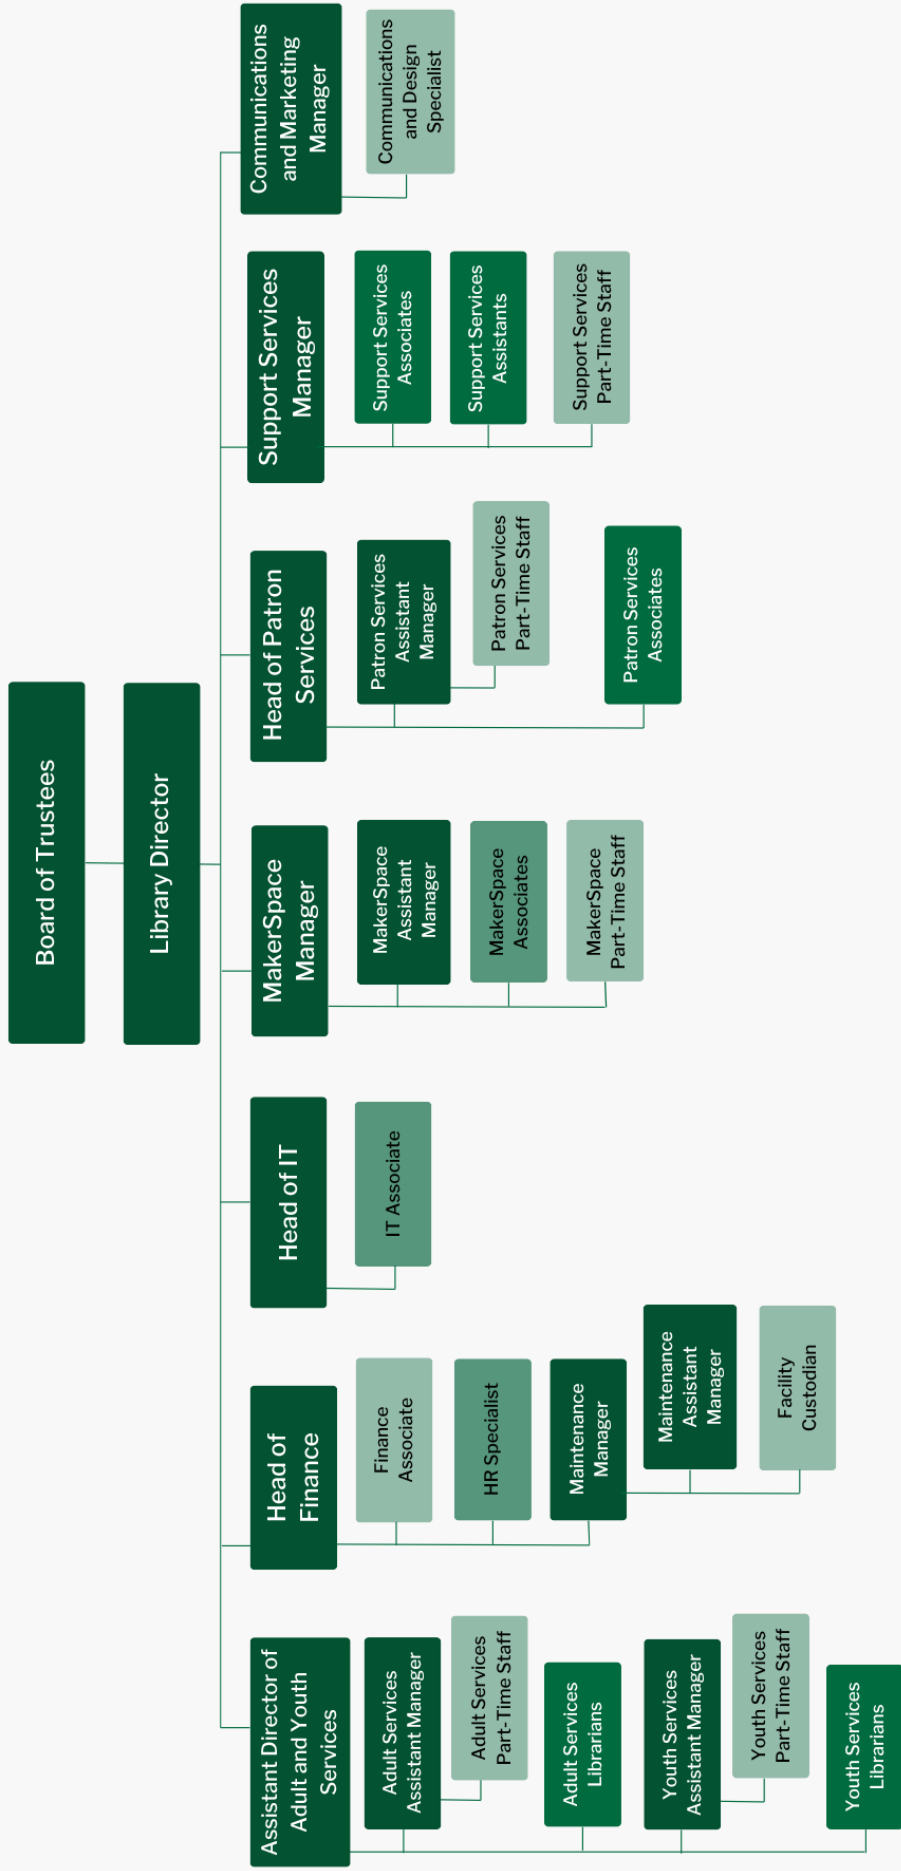 Board of Trustees
Library Director
Assistant Director of
Adult and Youth
Services
Adult Services
Assistant Manager
Adult Services
Part-Time Staff
Adult Services
Librarians
Youth Services
Assistant Manager
Youth Services
Part-Time Staff
Youth Services
Librarians
Head of
Finance
Finance
Associate
HR Specialist
Maintenance
Manager
Maintenance
Assistant
Manager
Facility
Custodian
Head of IT
IT Associate
MakerSpace
Manager
MakerSpace
Assistant
Manager
MakerSpace
Associates
MakerSpace
Part-Time Staff
Head of Patron
Services
Patron Services
Assistant
Manager
Patron Services
Part-Time Staff
Patron Services
Associates
Support Services
Manager
Support Services
Associates
Support Services
Assistants
Support Services
Part-Time Staff
Communications
and Marketing
Manager
Communications
and Design
Specialist